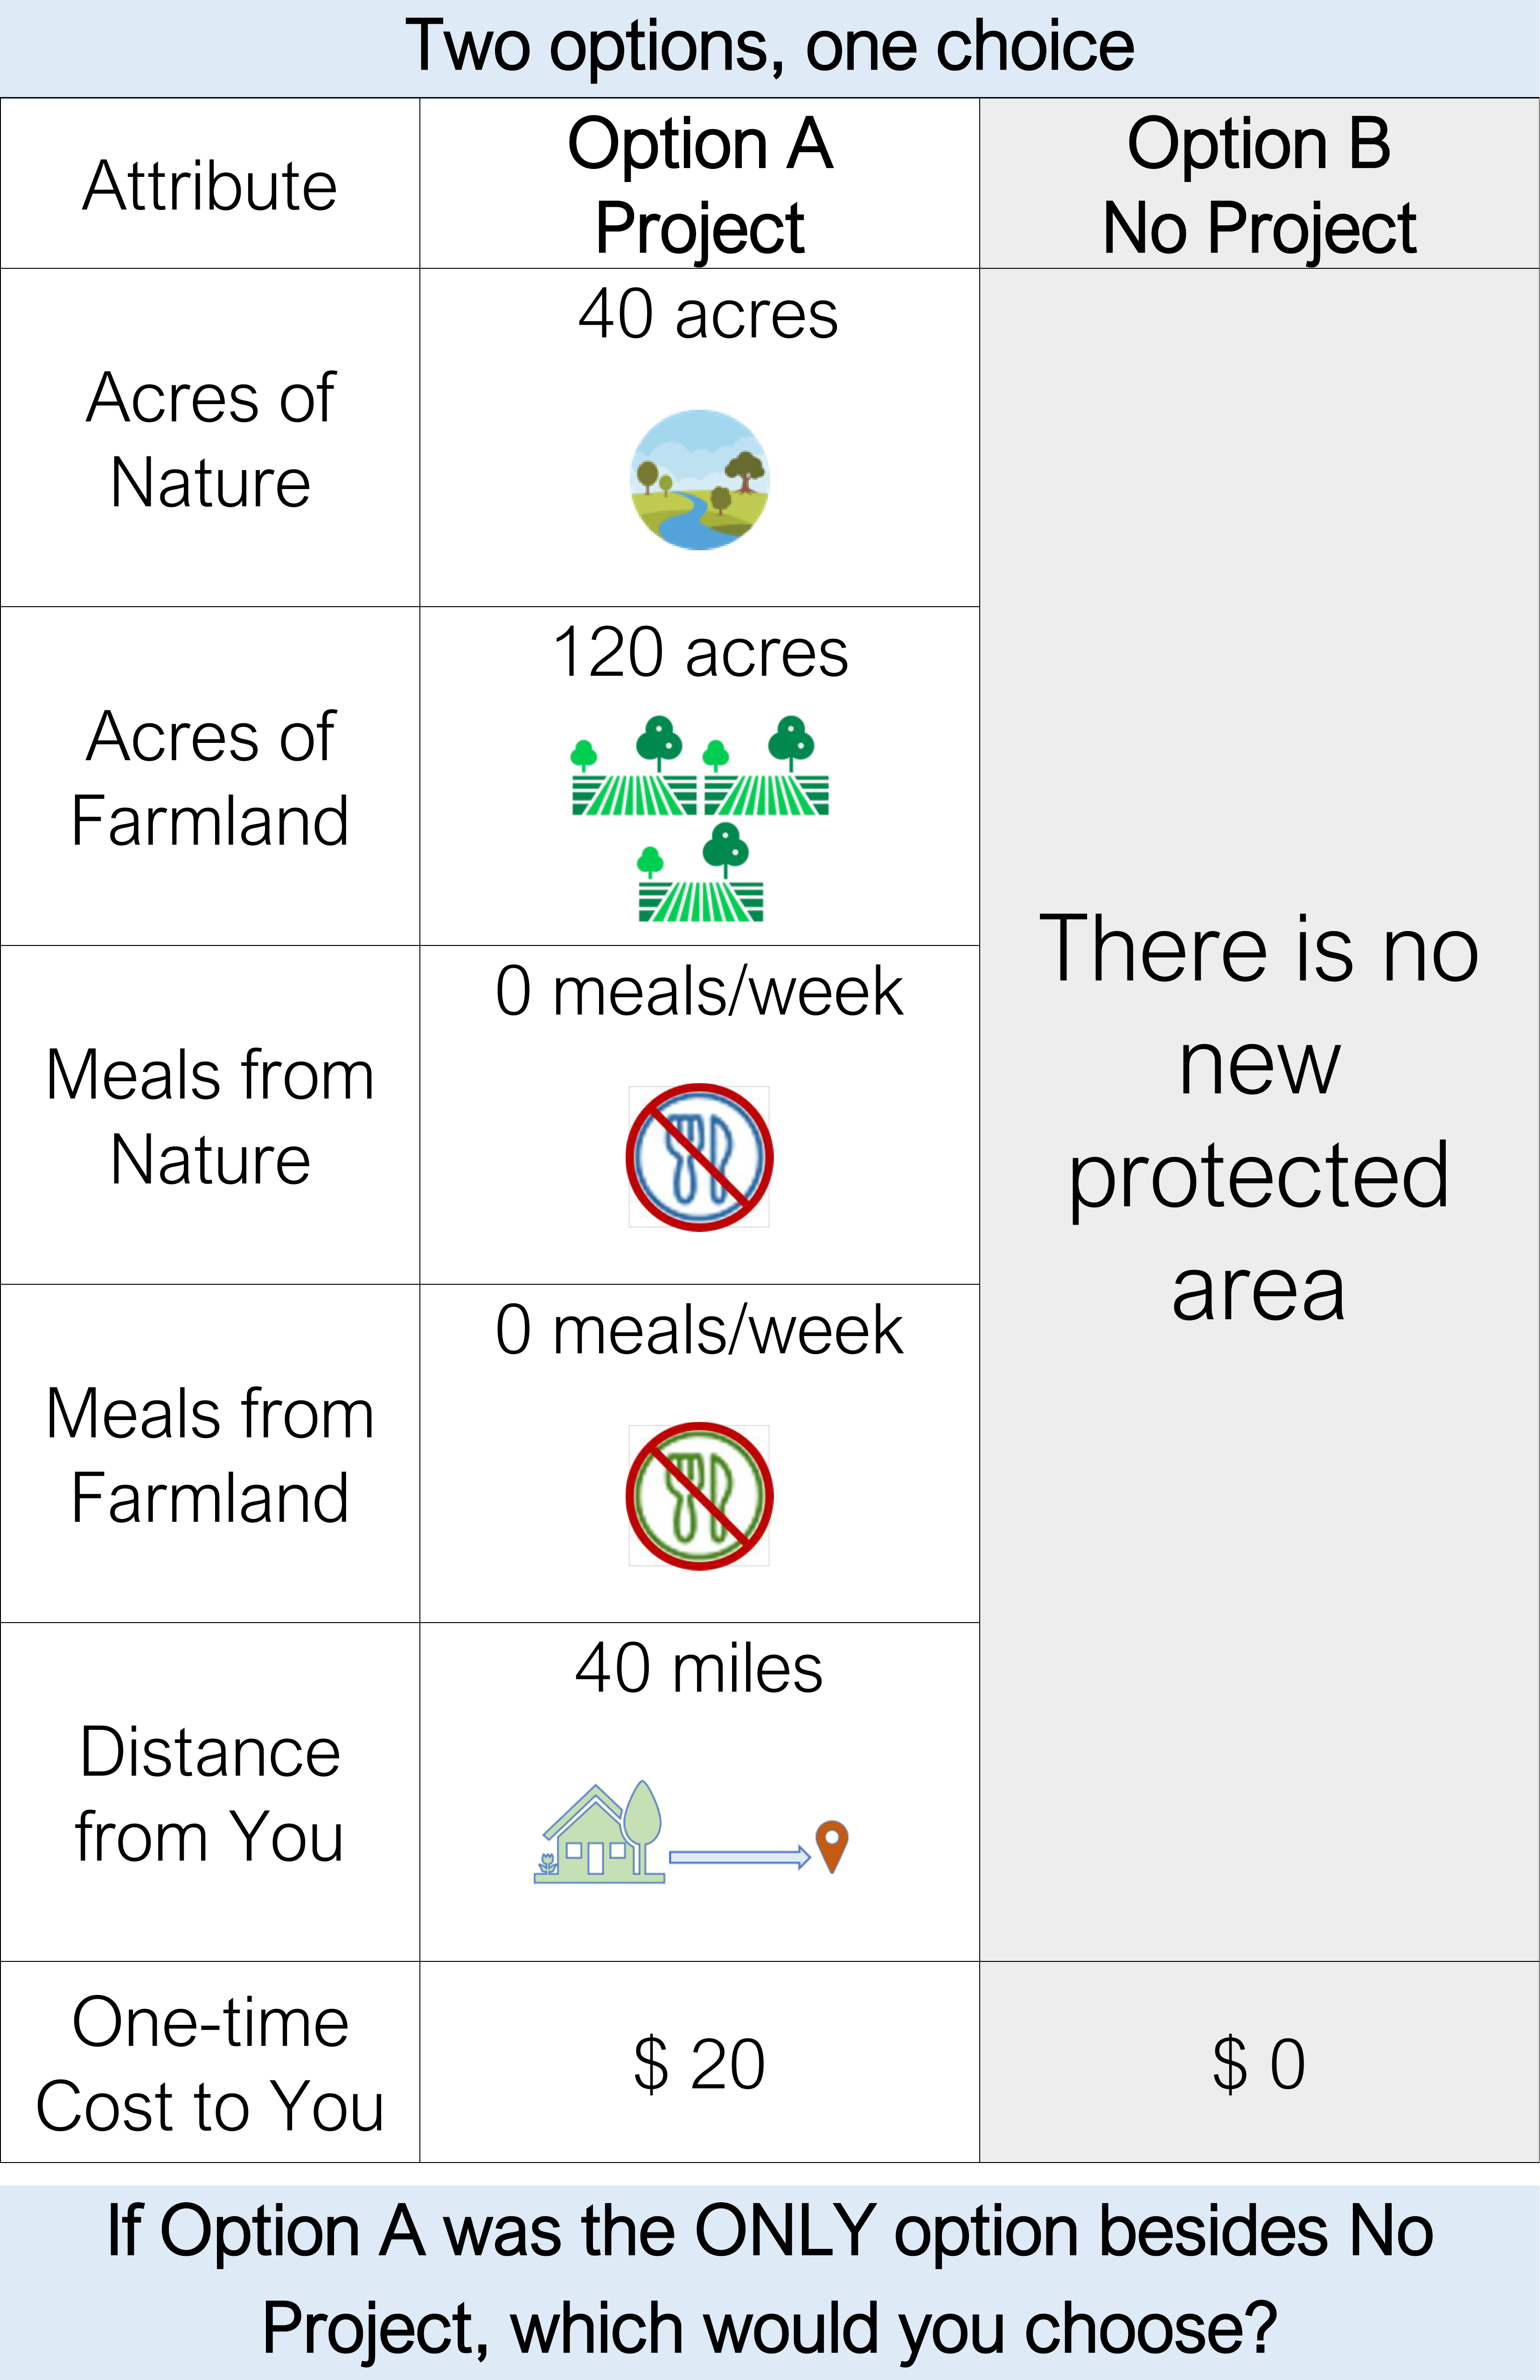 Two options, one choice
Attribute
Option A
Project
Option B
No Project
Acres of
Nature
40 acres
There is no
new
protected
area
Acres of
Farmland
120 acres
Meals from
Nature
0 meals/week
Meals from
Farmland
0 meals/week
Distance
from You
40 miles
One-time
Cost to You
$ 20
$ 0
If Option A was the ONLY option besides No
Project, which would you choose?